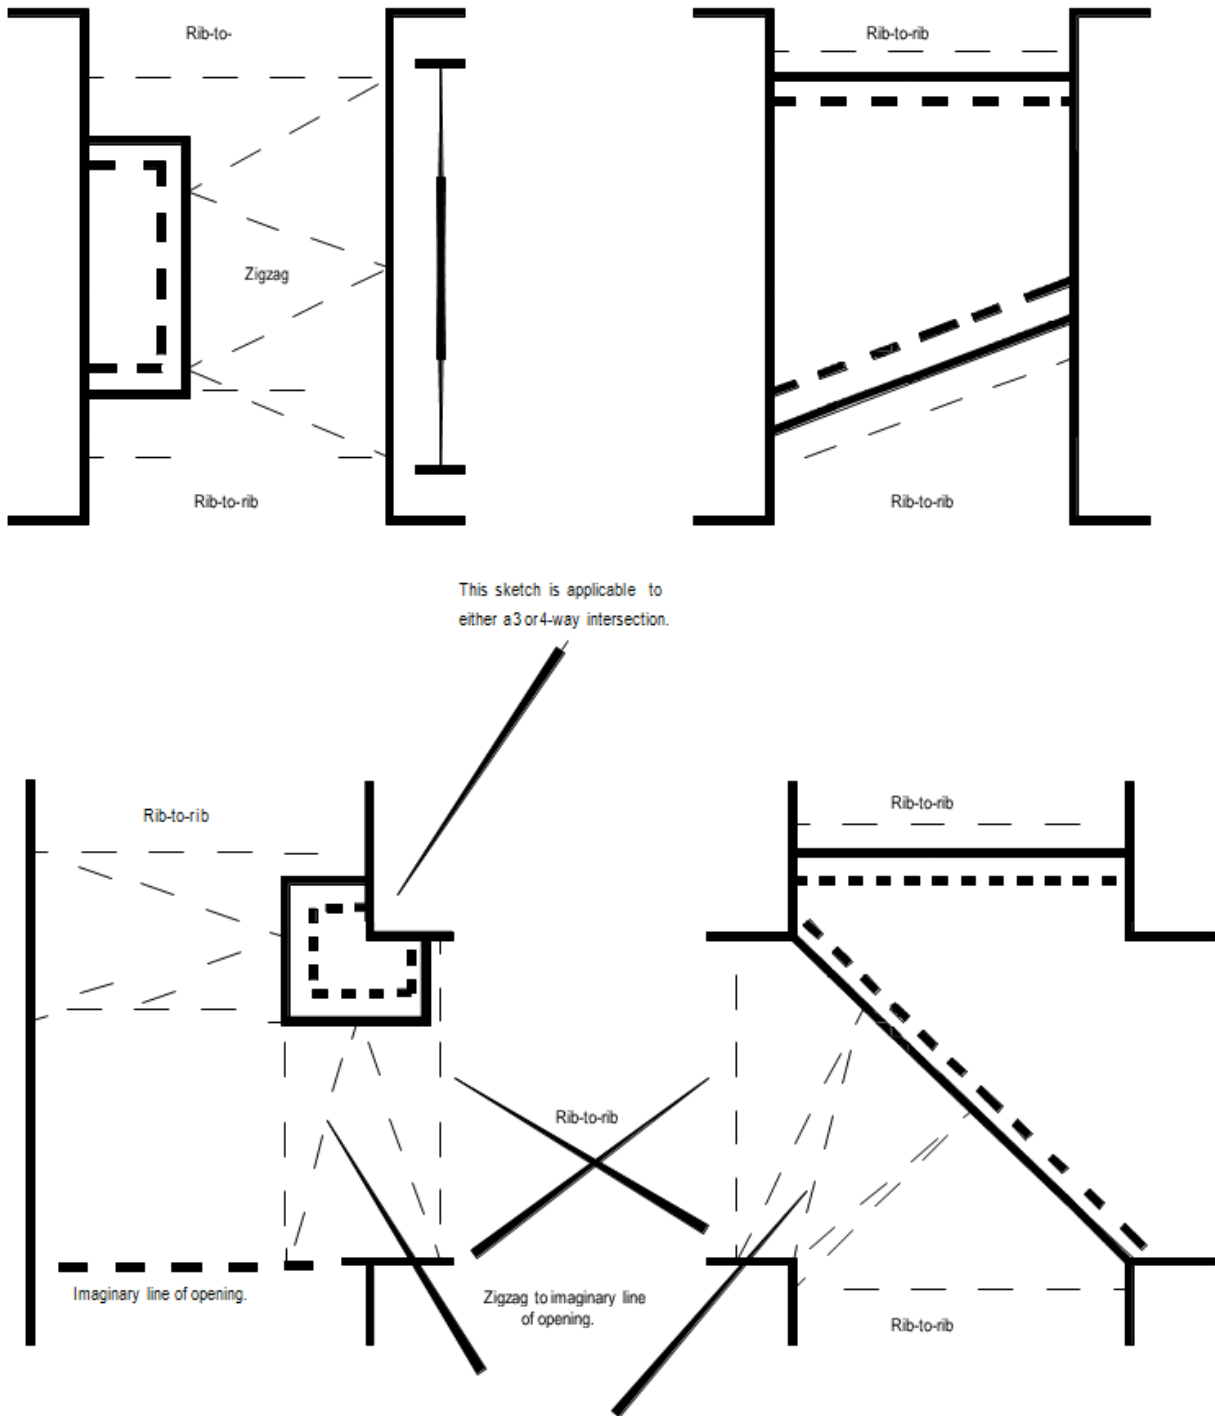 Rib-to-
Rib-to-rib
Zigzag
Rib-to-rib
Rib-to-rib
This sketch is applicable to
either a 3 or 4-way intersection.
Rib-to-rib
Rib-to-rib
Rib-to-rib
Imaginary line of opening.
Zigzag to imaginary line
of opening.
Rib-to-rib